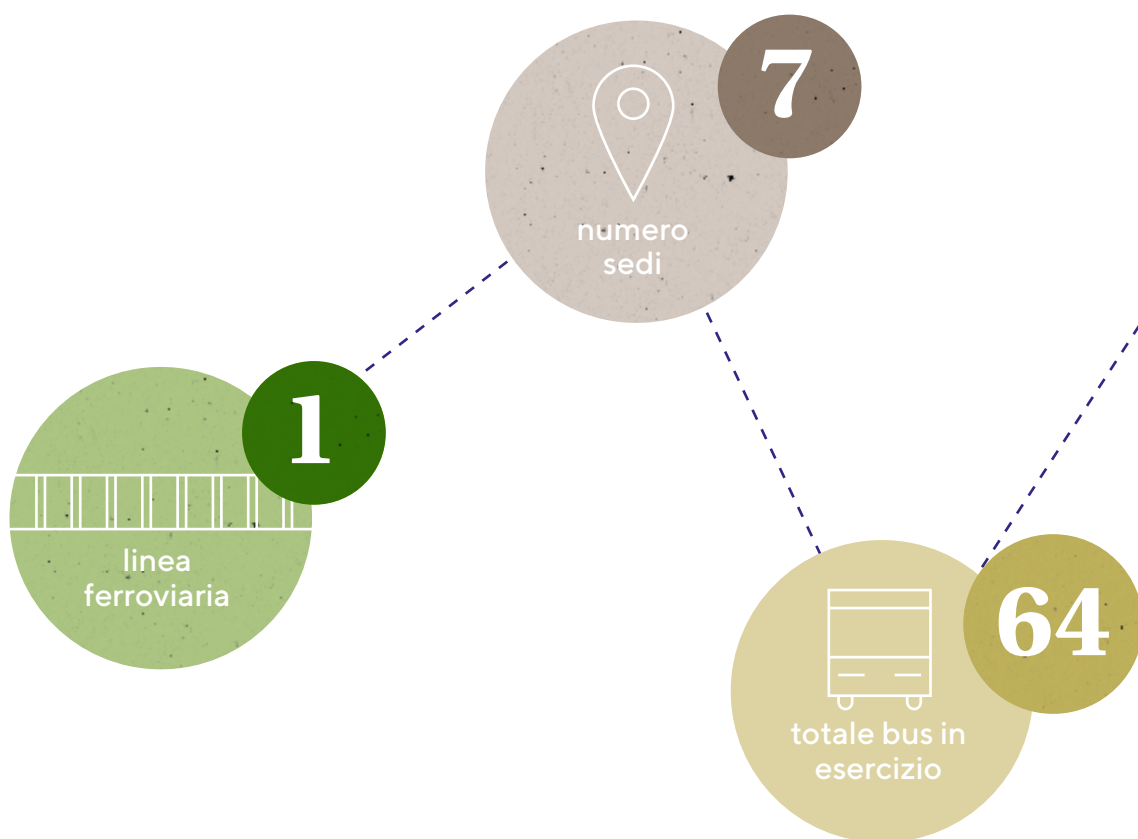 7
numero
sedi
1
linea
ferroviaria
64
totale bus in
esercizio